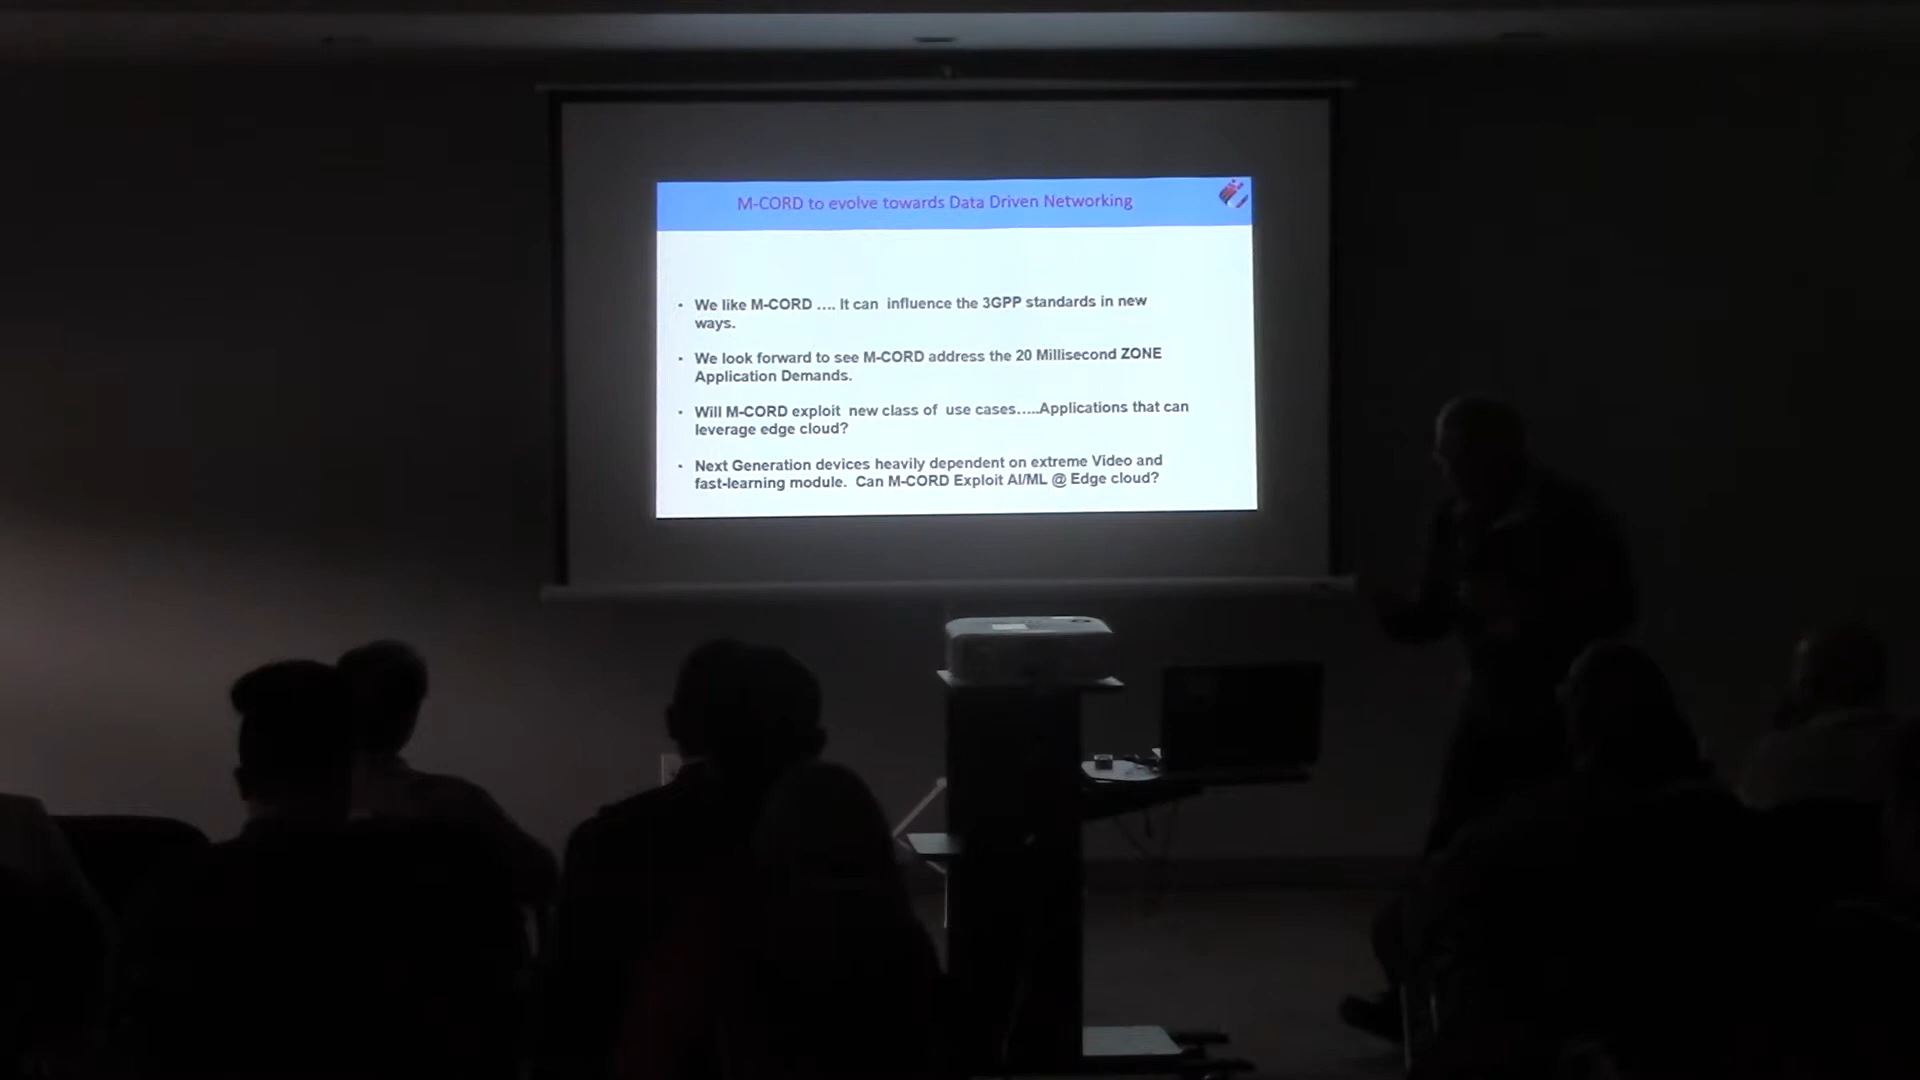 M-CORD to evolve towards Data Driven Networking
• We like M-CORD .... It can influence the 3GPP standards in new
ways.
• We look forward to see M-CORD address the 20 Millisecond ZONE
Application Demands.
• Will M-CORD exploit new class of use cases.....Applications that can
leverage edge cloud?
• Next Generation devices heavily dependent on extreme Video and
fast-learning module. Can M-CORD Exploit AI/ML @ Edge cloud?